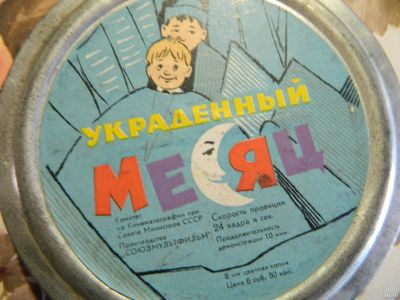 УКРАДЕННЫЙ
МЕСЯЦ
Комитет
по Кинематографии при
Совете Министров СССР
Производство
"СОЮЗМУЛЬТФИЛЬМ"
Скорость проекции
24 кадра в сек.
Продолжительность
демонстрации 10 мин.
8 мм цветная копия
Цена 6 руб. 50 коп.